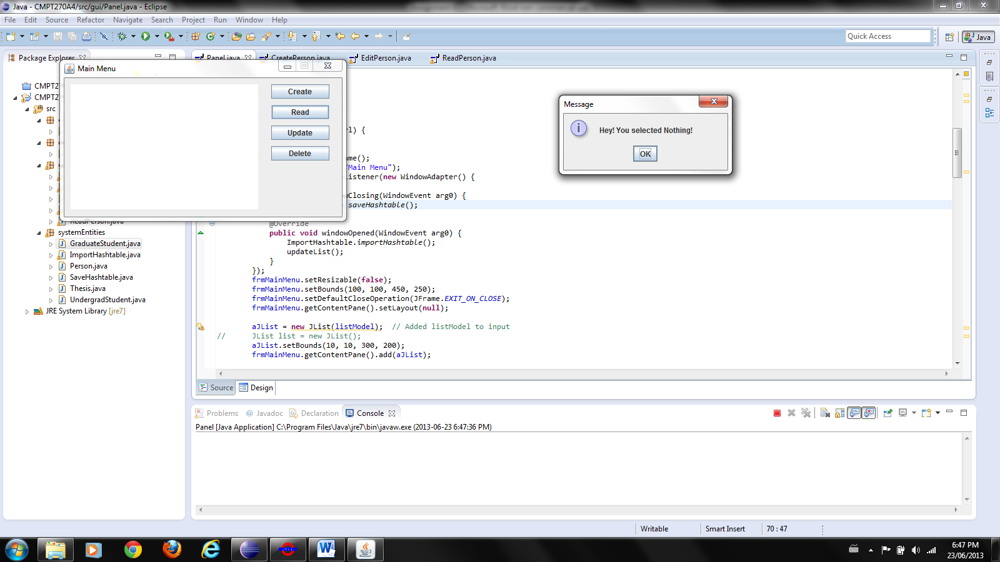 Java - CMPT270A4/src/gui/Panel.java - Eclipse
File Edit Source Refactor Navigate Search Project Run Window Help
Quick Access
Java
Package Explorer
Panel.java
CreatePerson.java
EditPerson.java
ReadPerson.java
Main Menu
Create
Read
Update
Delete
Message
Hey! You selected Nothing!
OK
CMPT27
CMPT27
src
ReadPerson.java
systemEntities
GraduateStudent.java
ImportHashtable.java
Person.java
SaveHashtable.java
Thesis.java
UndergradStudent.java
JRE System Library [jre7]
) {
me();
Main Menu");
istener(new WindowAdapter() {
Closing(WindowEvent arg0) {
saveHashtable();
@Override
public void windowOpened(WindowEvent arg0) {
ImportHashtable.importHashtable();
updateList();
}
});
frmMainMenu.setResizable(false);
frmMainMenu.setBounds(100, 100, 450, 250);
frmMainMenu.setDefaultCloseOperation(JFrame.EXIT_ON_CLOSE);
frmMainMenu.getContentPane().setLayout(null);
aJList = new JList(listModel); // Added listModel to input
// JList list = new JList();
aJList.setBounds(10, 10, 300, 200);
frmMainMenu.getContentPane().add(aJList);
Source Design
Problems @ Javadoc Declaration Console
Panel [Java Application] C:\Program Files\Java\jre7\bin\javaw.exe (2013-06-23 6:47:36 PM)
Writable Smart Insert 70 : 47
6:47 PM
23/06/2013